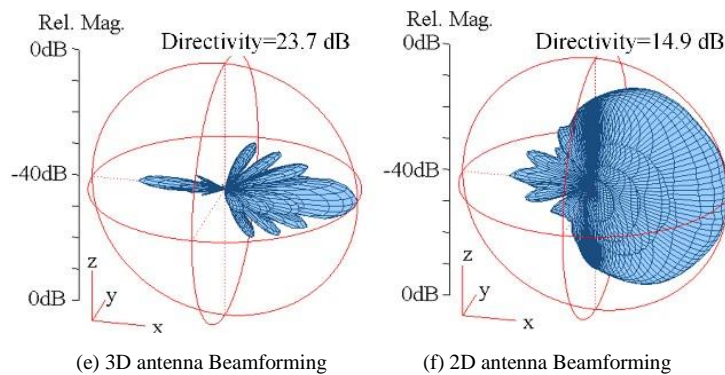 Rel. Mag.
Directivity=23.7 dB
0dB
-40dB
0dB
z
y
x
(e) 3D antenna Beamforming
Rel. Mag.
Directivity=14.9 dB
0dB
-40dB
0dB
z
y
x
(f) 2D antenna Beamforming